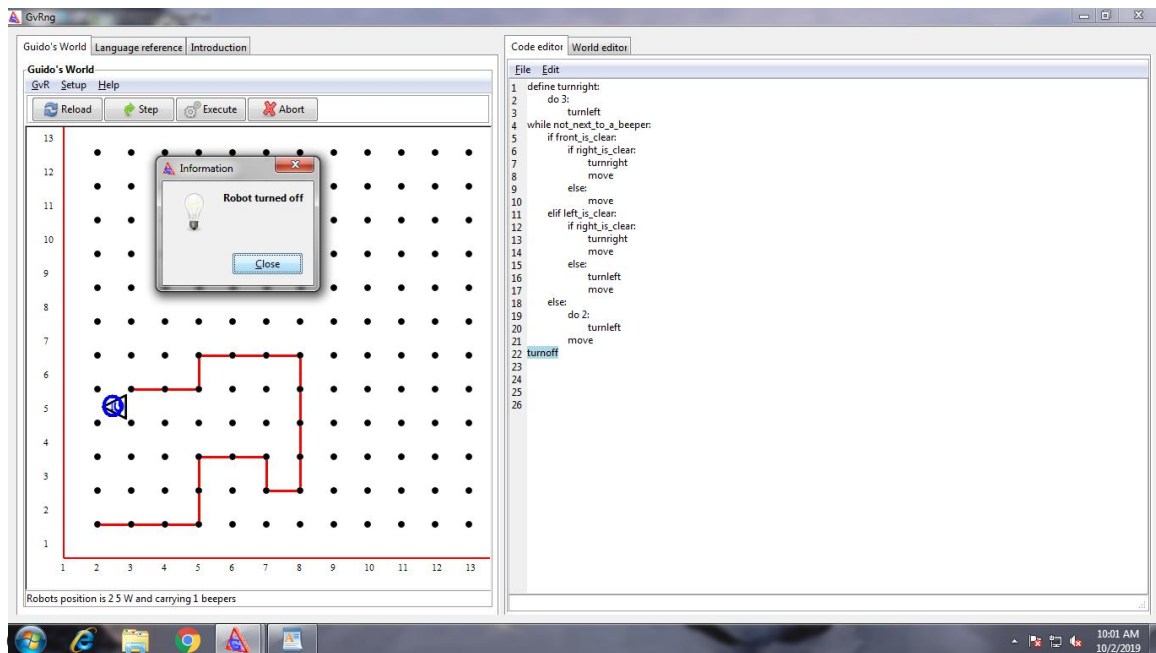 GvRng
Guido's World Language reference Introduction
Guido's World
GvR Setup Help
Reload Step Execute Abort
13
12
11
10
9
8
7
6
5
4
3
2
1
1 2 3 4 5 6 7 8 9 10 11 12 13
Robots position is 2 5 W and carrying 1 beepers
Information
Robot turned off
Close
Code editor World editor
File Edit
1 define turnright:
2 do 3:
3 turnleft
4 while not_next_to_a_beeper:
5 if front_is_clear:
6 if right_is_clear:
7 turnright
8 move
9 else:
10 move
11 elif left_is_clear:
12 if right_is_clear:
13 turnright
14 move
15 else:
16 turnleft
17 move
18 else:
19 do 2:
20 turnleft
21 move
22 turnoff
23
24
25
26
10:01 AM
10/2/2019